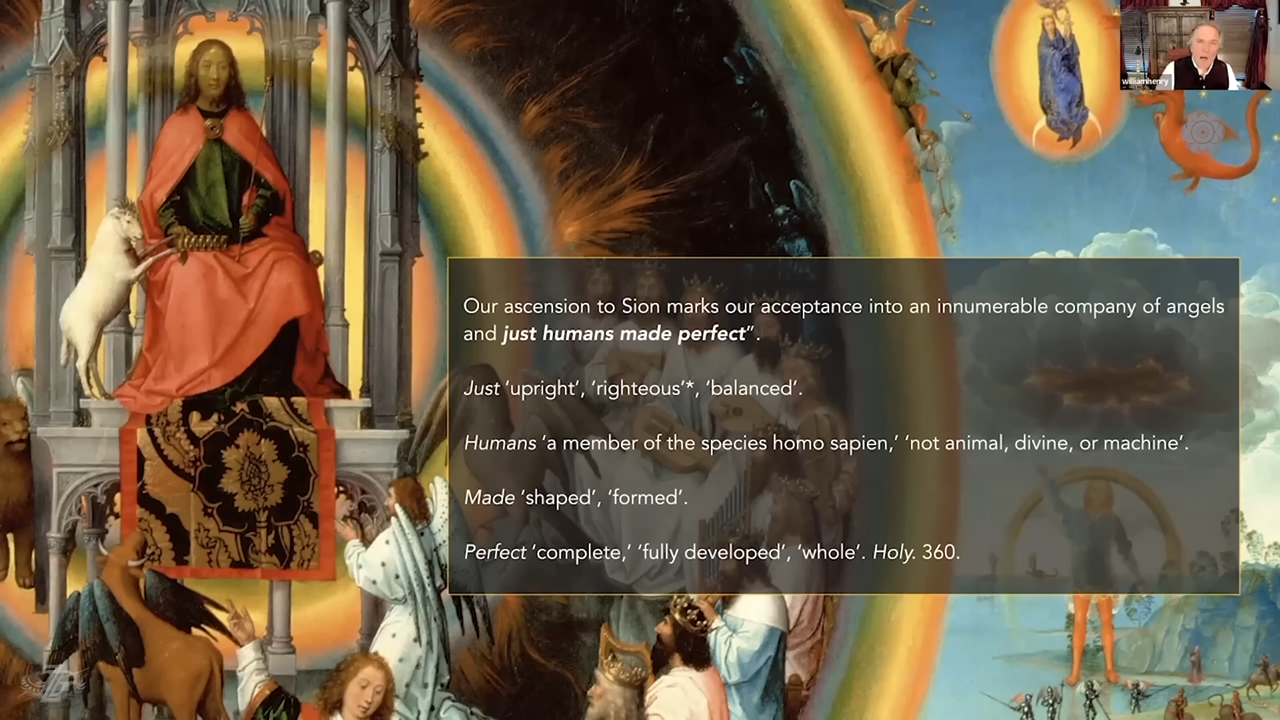 williamhenry
Our ascension to Sion marks our acceptance into an innumerable company of angels
and just humans made perfect”.
Just ‘upright’, ‘righteous’*, ‘balanced’.
Humans ‘a member of the species homo sapien,’ ‘not animal, divine, or machine’.
Made ‘shaped’, ‘formed’.
Perfect ‘complete,’ ‘fully developed’, ‘whole’. Holy. 360.